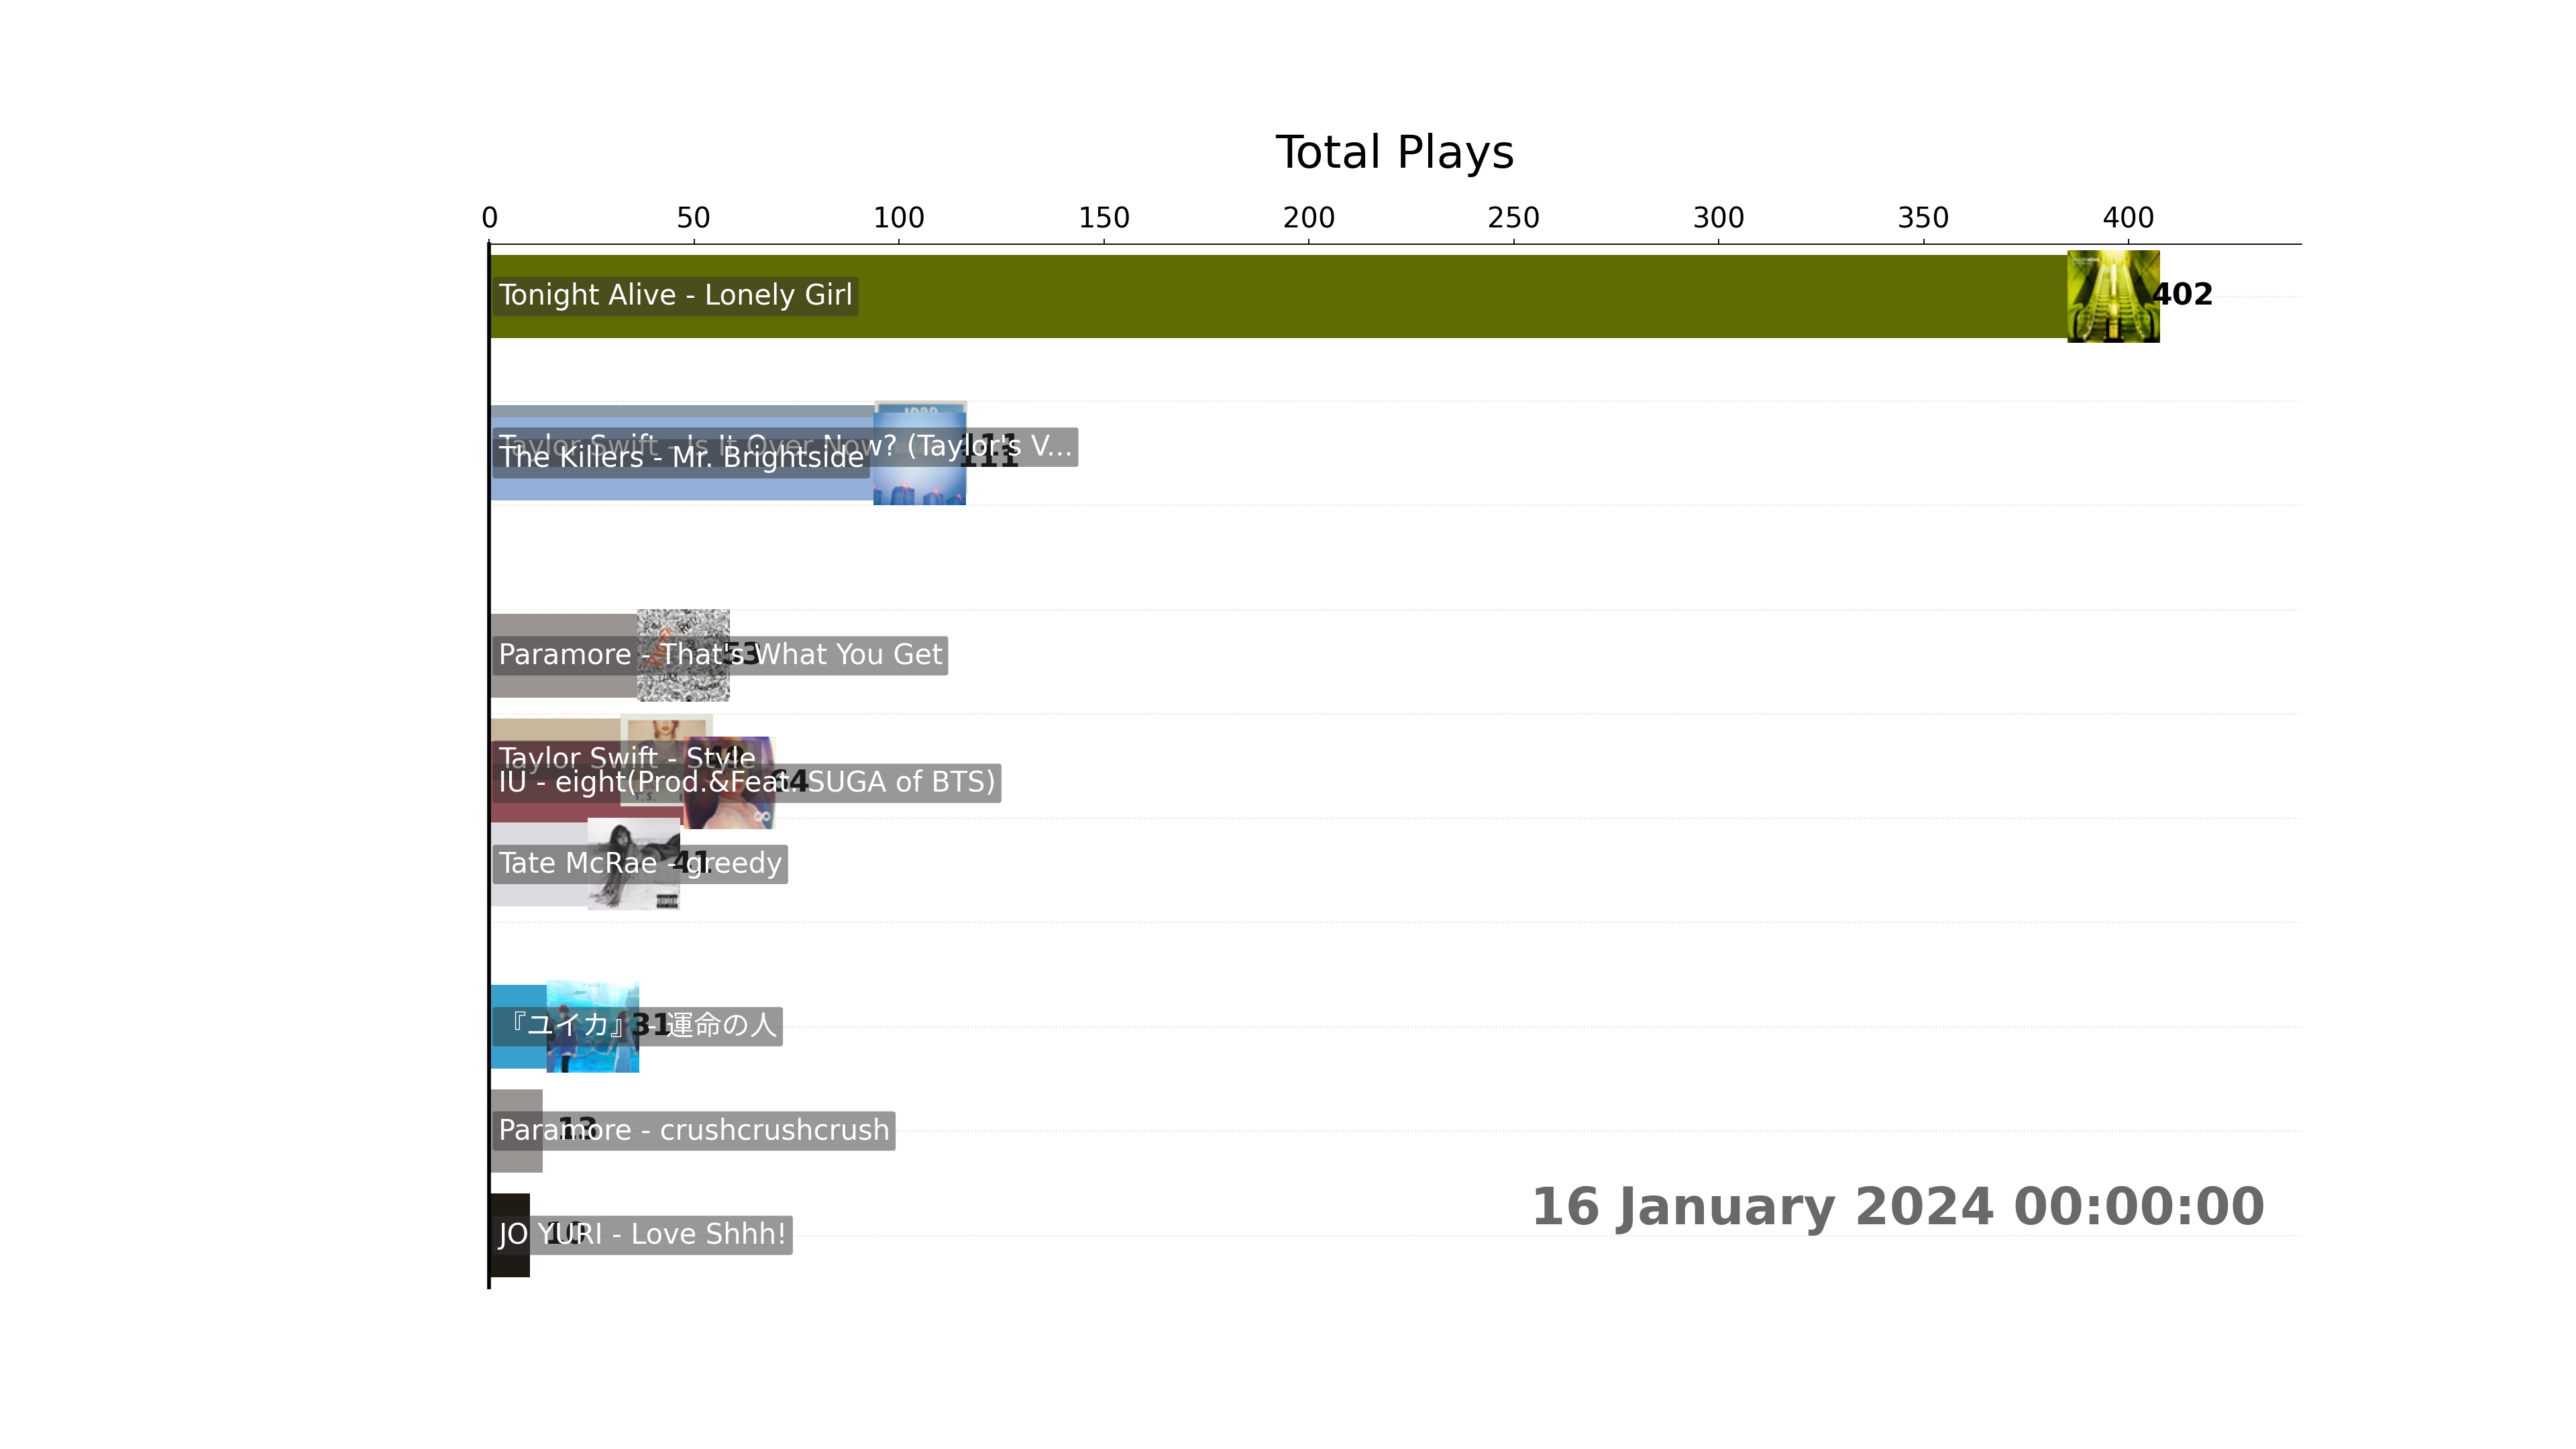 Total Plays
0 50 100 150 200 250 300 350 400
Tonight Alive - Lonely Girl 402
Taylor Swift - Is It Over Now? (Taylor's V... 111
The Killers - Mr. Brightside 111
Paramore - That's What You Get 53
Taylor Swift - Style
IU - eight(Prod.&Feat. SUGA of BTS) 64
Tate McRae - greedy 41
『ユイカ』 - 運命の人 31
Paramore - crushcrushcrush 13
JO YURI - Love Shhh! 10
16 January 2024 00:00:00